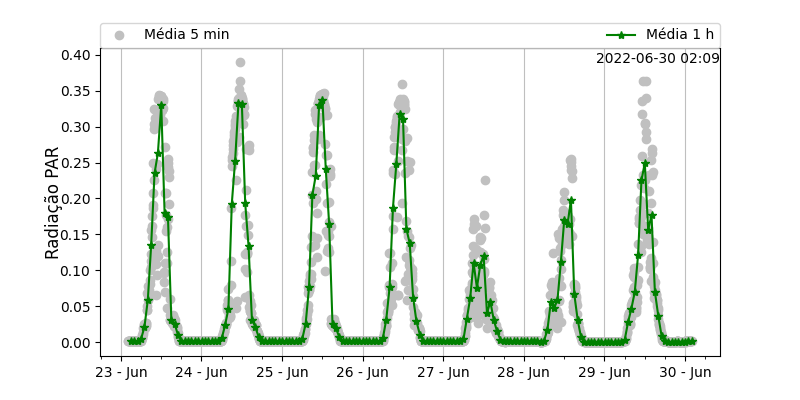 Média 5 min
Média 1 h
2022-06-30 02:09
Radiação PAR
0.40
0.35
0.30
0.25
0.20
0.15
0.10
0.05
0.00
23 - Jun
24 - Jun
25 - Jun
26 - Jun
27 - Jun
28 - Jun
29 - Jun
30 - Jun